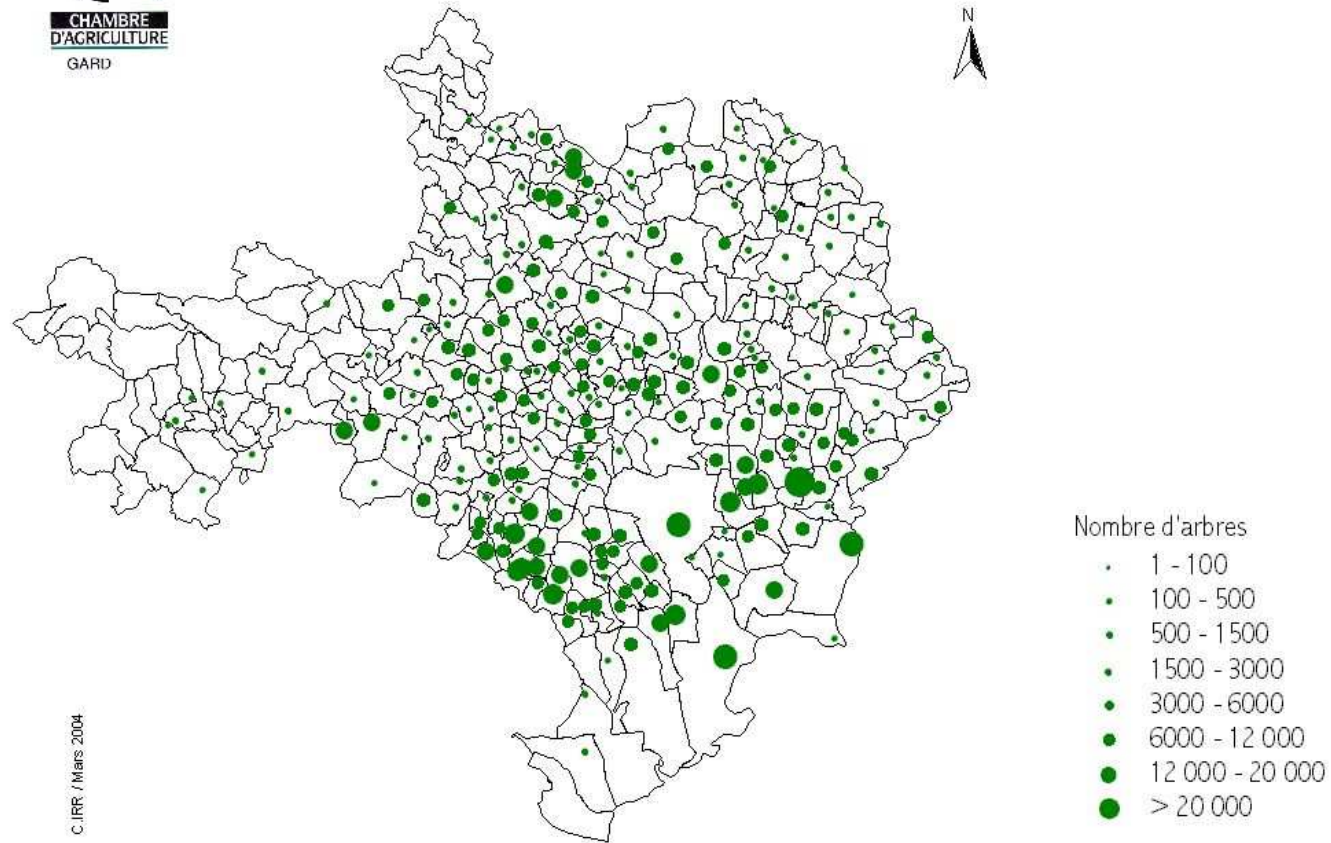 CHAMBRE
D'AGRICULTURE
GARD
N
Nombre d'arbres
1 - 100
100 - 500
500 - 1500
1500 - 3000
3000 - 6000
6000 - 12 000
12 000 - 20 000
> 20 000
C.IRR / Mars 2004